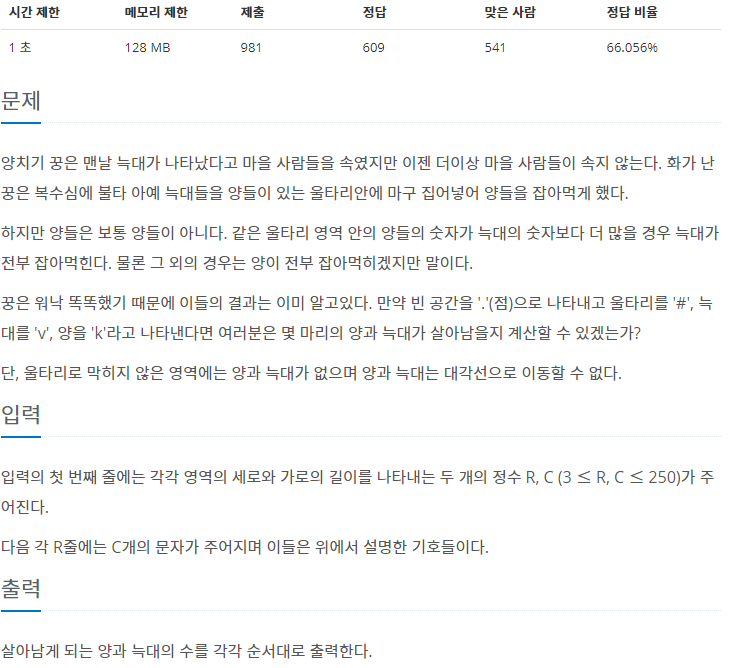 시간 제한 메모리 제한 제출 정답 맞은 사람 정답 비율
1 초 128 MB 981 609 541 66.056%
문제
양치기 꿍은 맨날 늑대가 나타났다고 마을 사람들을 속였지만 이젠 더이상 마을 사람들이 속지 않는다. 화가 난
꿍은 복수심에 불타 아예 늑대들을 양들이 있는 울타리안에 마구 집어넣어 양들을 잡아먹게 했다.
하지만 양들은 보통 양들이 아니다. 같은 울타리 영역 안의 양들의 숫자가 늑대의 숫자보다 더 많을 경우 늑대가
전부 잡아먹힌다. 물론 그 외의 경우는 양이 전부 잡아먹히겠지만 말이다.
꿍은 워낙 똑똑했기 때문에 이들의 결과는 이미 알고있다. 만약 빈 공간을 '.'(점)으로 나타내고 울타리를 '#', 늑
대를 'v', 양을 'k'라고 나타낸다면 여러분은 몇 마리의 양과 늑대가 살아남을지 계산할 수 있겠는가?
단, 울타리로 막히지 않은 영역에는 양과 늑대가 없으며 양과 늑대는 대각선으로 이동할 수 없다.
입력
입력의 첫 번째 줄에는 각각 영역의 세로와 가로의 길이를 나타내는 두 개의 정수 R, C (3 ≤ R, C ≤ 250)가 주
어진다.
다음 각 R줄에는 C개의 문자가 주어지며 이들은 위에서 설명한 기호들이다.
출력
살아남게 되는 양과 늑대의 수를 각각 순서대로 출력한다.